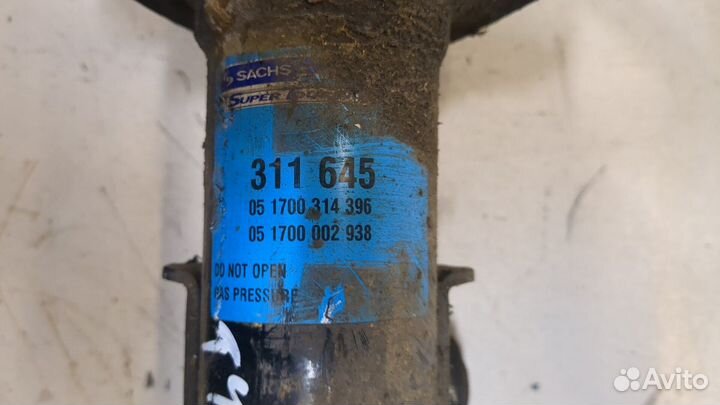 SACHS
SUPER
311 645
05 1700 314 396
05 1700 002 938
DO NOT OPEN
GAS PRESSURE
Avito